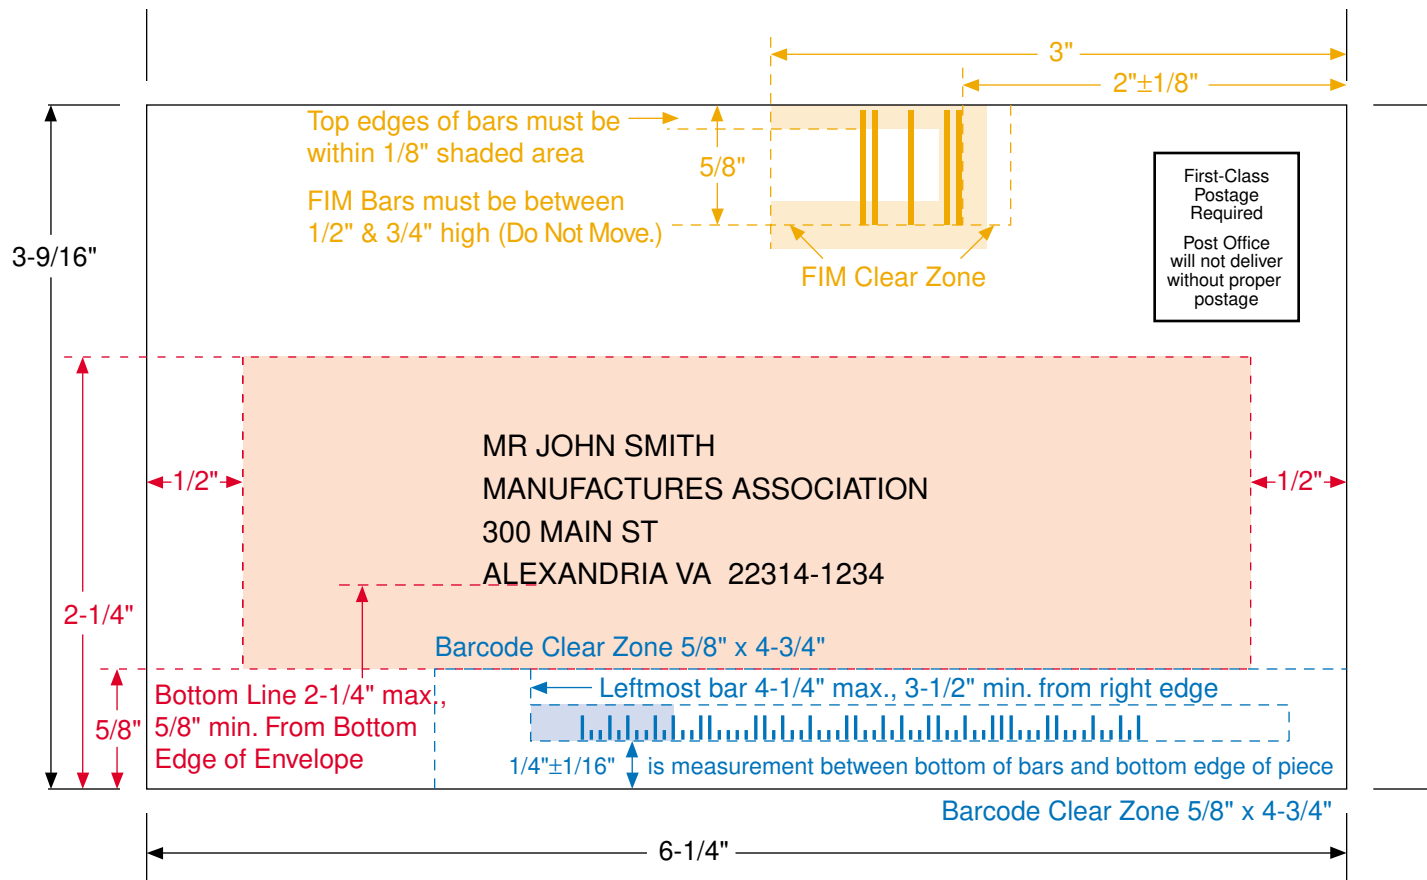 3"
2"±1/8"
Top edges of bars must be
within 1/8" shaded area
5/8"
FIM Bars must be between
1/2" & 3/4" high (Do Not Move.)
FIM Clear Zone
First-Class
Postage
Required
Post Office
will not deliver
without proper
postage
3-9/16"
MR JOHN SMITH
MANUFACTURES ASSOCIATION
300 MAIN ST
ALEXANDRIA VA  22314-1234
1/2"
1/2"
2-1/4"
Barcode Clear Zone 5/8" x 4-3/4"
Leftmost bar 4-1/4" max., 3-1/2" min. from right edge
5/8"
Bottom Line 2-1/4" max.,
5/8" min. From Bottom
Edge of Envelope
1/4"±1/16" is measurement between bottom of bars and bottom edge of piece
Barcode Clear Zone 5/8" x 4-3/4"
6-1/4"